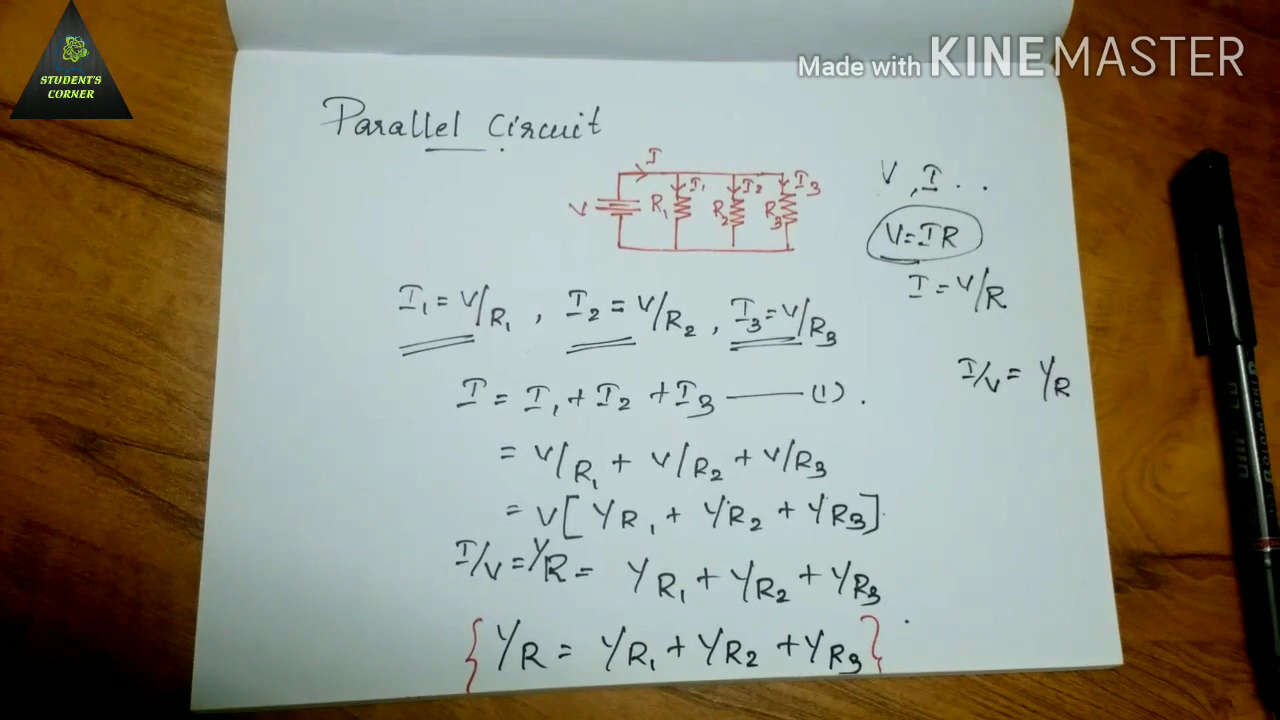 STUDENT'S
CORNER
Made with KINEMASTER
Parallel Circuit
I
V R₁ I₁ R₂ I₂ R₃ I₃
V, I . .
V=IR
I = V/R
I/V = 1/R
I₁ = V/R₁ , I₂ = V/R₂ , I₃ = V/R₃
I = I₁ + I₂ + I₃ —— (1) .
= V/R₁ + V/R₂ + V/R₃
= V[1/R₁ + 1/R₂ + 1/R₃]
I/V = 1/R = 1/R₁ + 1/R₂ + 1/R₃
{ 1/R = 1/R₁ + 1/R₂ + 1/R₃ }